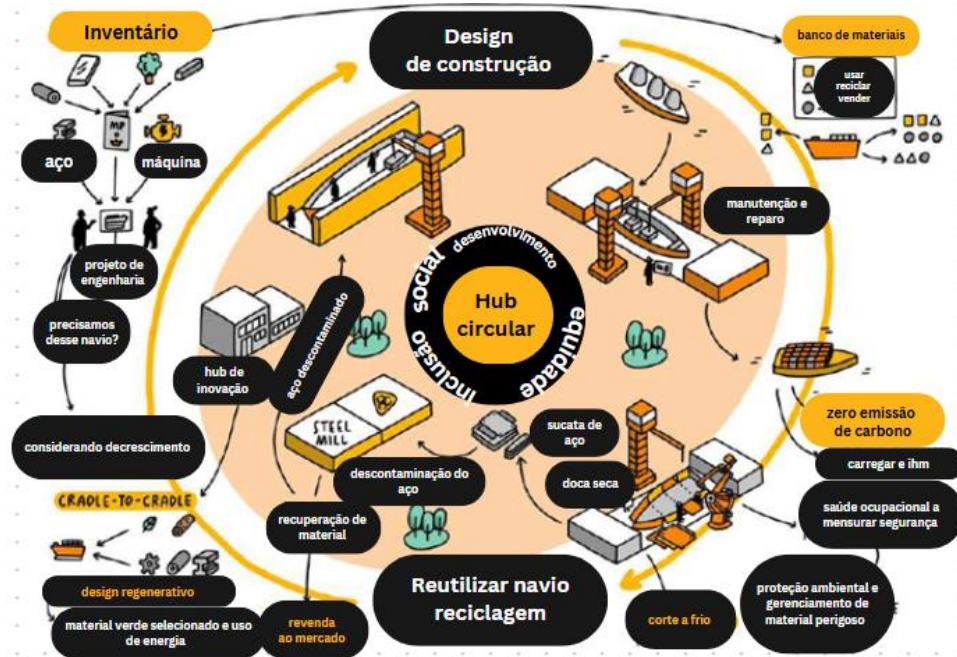 Inventário
Design
de construção
banco de materiais
usar
reciclar
vender
MP
aço
máquina
manutenção e
reparo
projeto de
engenharia
precisamos
desse navio?
social
desenvolvimento
equidade
inclusão
Hub
circular
aço descontaminado
hub de
inovação
STEEL
MILL
sucata de
aço
doca seca
descontaminação do
aço
zero emissão
de carbono
carregar e ihm
considerando decrescimento
CRADLE-TO-CRADLE
recuperação de
material
saúde ocupacional a
mensurar segurança
design regenerativo
material verde selecionado e uso
de energia
revenda
ao mercado
Reutilizar navio
reciclagem
corte a frio
proteção ambiental e
gerenciamento de
material perigoso